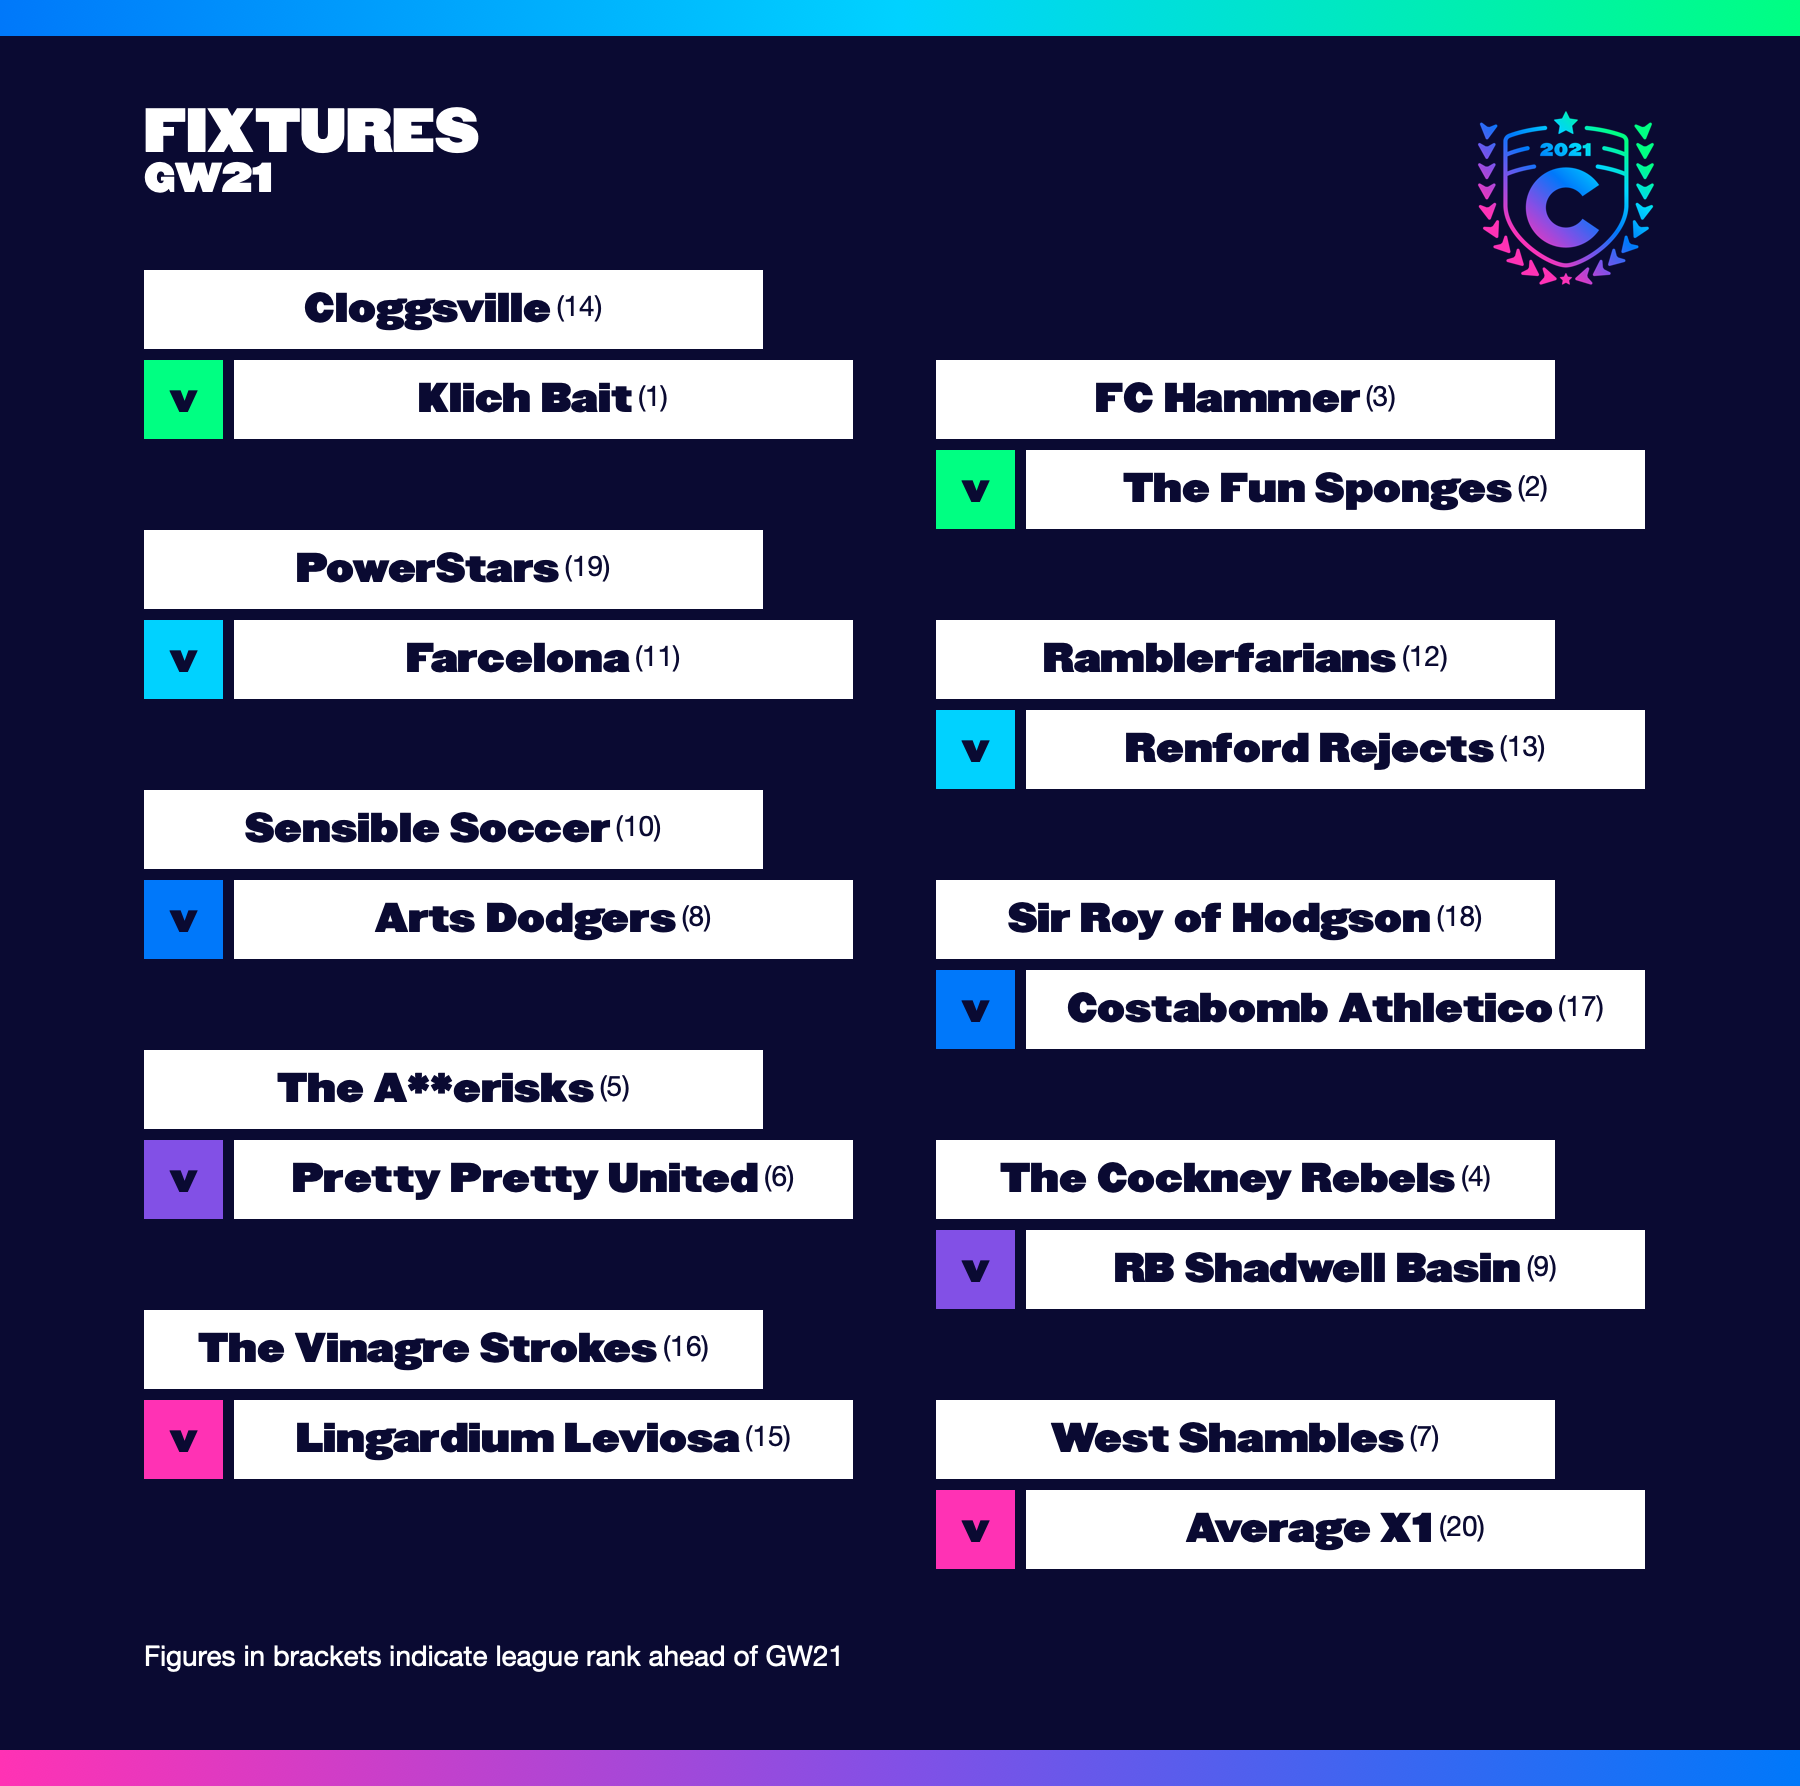 FIXTURES
GW21
2021
C
Cloggsville (14)
v Klich Bait (1)
FC Hammer (3)
v The Fun Sponges (2)
PowerStars (19)
v Farcelona (11)
Ramblerfarians (12)
v Renford Rejects (13)
Sensible Soccer (10)
v Arts Dodgers (8)
Sir Roy of Hodgson (18)
v Costabomb Athletico (17)
The A**erisks (5)
v Pretty Pretty United (6)
The Cockney Rebels (4)
v RB Shadwell Basin (9)
The Vinagre Strokes (16)
v Lingardium Leviosa (15)
West Shambles (7)
v Average X1 (20)
Figures in brackets indicate league rank ahead of GW21